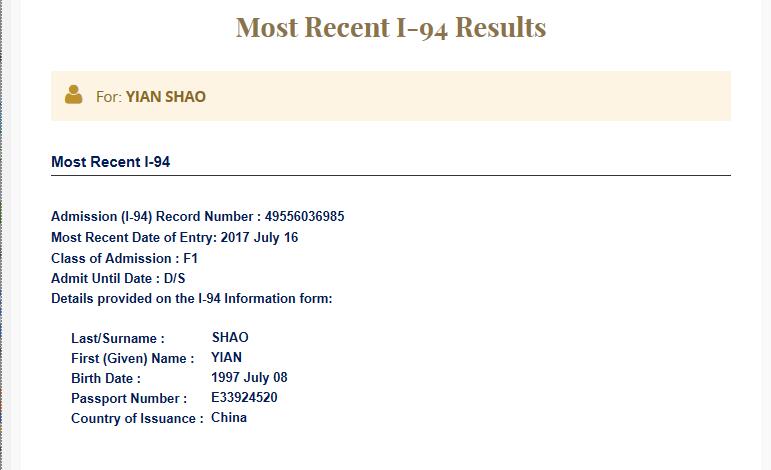 Most Recent I-94 Results
For: YIAN SHAO
Most Recent I-94
Admission (I-94) Record Number : 49556036985
Most Recent Date of Entry: 2017 July 16
Class of Admission : F1
Admit Until Date : D/S
Details provided on the I-94 Information form:
Last/Surname : SHAO
First (Given) Name : YIAN
Birth Date : 1997 July 08
Passport Number : E33924520
Country of Issuance : China